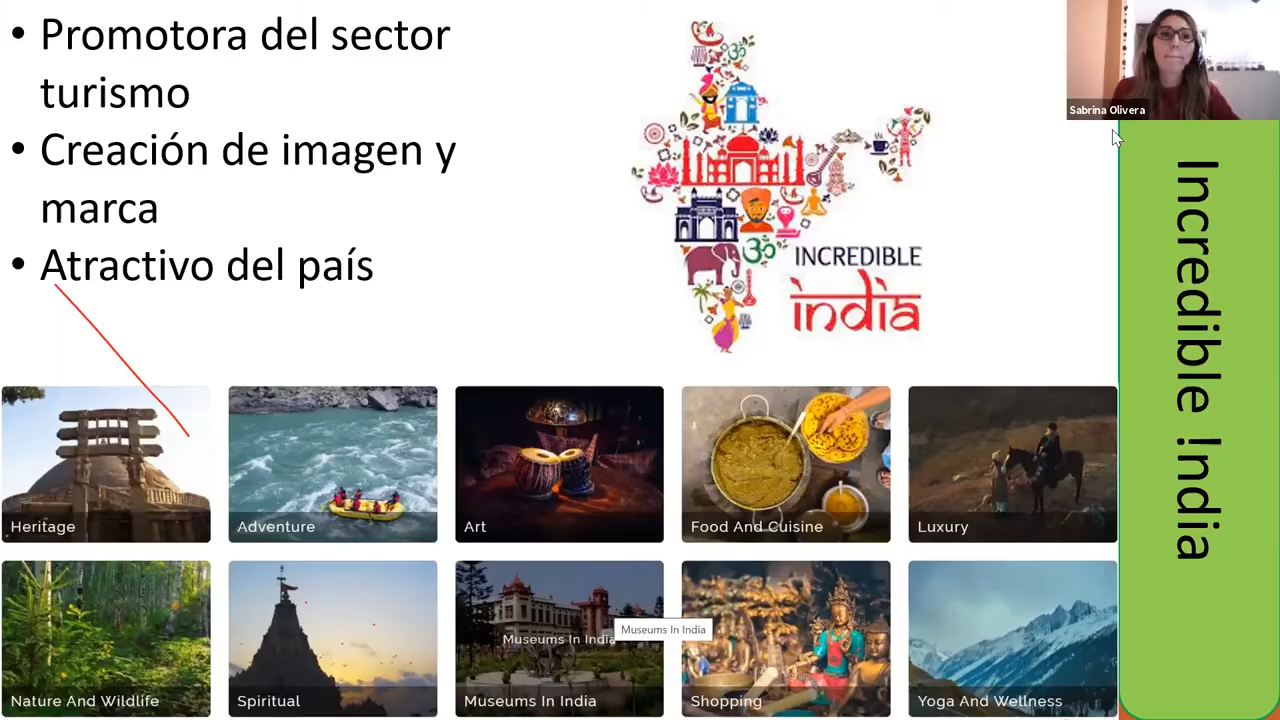 • Promotora del sector
turismo
• Creación de imagen y
marca
• Atractivo del país
INCREDIBLE
india
Sabrina Olivera
Incredible India
Heritage
Adventure
Art
Food And Cuisine
Luxury
Museums In India
Museums In India
Nature And Wildlife
Spiritual
Museums In India
Shopping
Yoga And Wellness